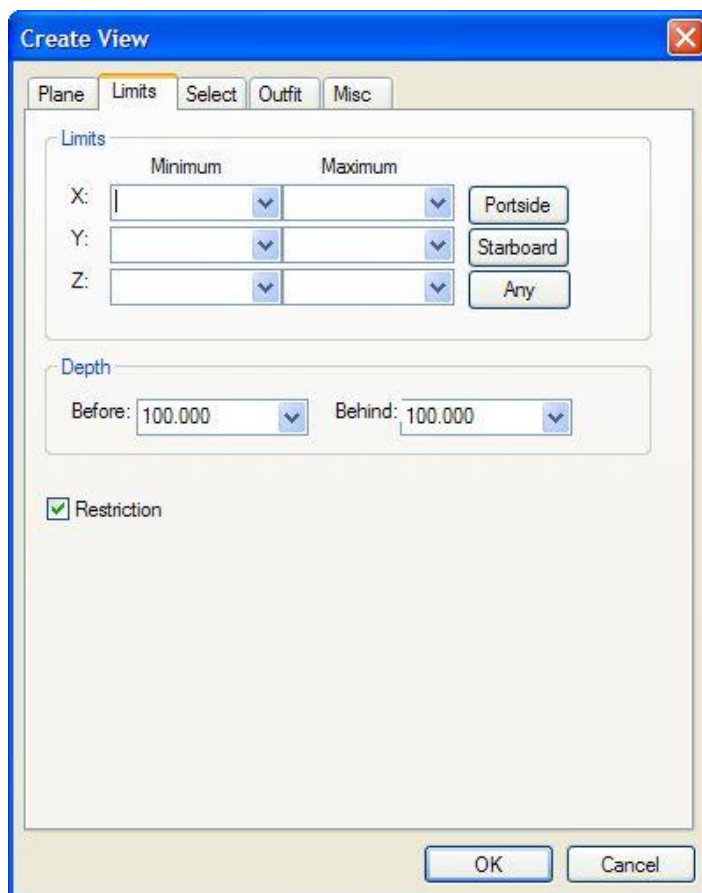 Create View
Plane Limits Select Outfit Misc
Limits
Minimum Maximum
X: Portside
Y: Starboard
Z: Any
Depth
Before: 100.000 Behind: 100.000
Restriction
OK Cancel